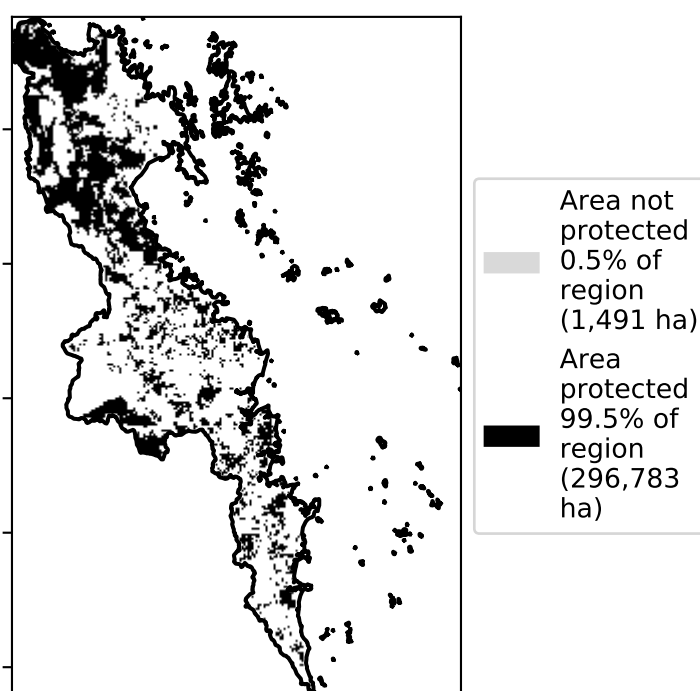 Area not
protected
0.5% of
region
(1,491 ha)
Area
protected
99.5% of
region
(296,783
ha)